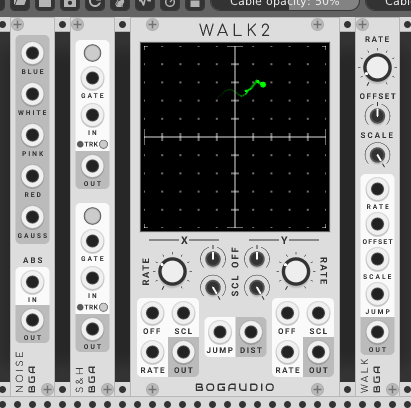 Cable opacity: 50%
Cabl
BLUE
WHITE
PINK
RED
GAUSS
ABS
IN
OUT
NOISE
BGA
GATE
IN
TRK
OUT
GATE
IN
TRK
OUT
S&H
BGA
WALK2
X
Y
RATE
OFF
SCL
RATE
OFF
SCL
RATE
OUT
JUMP
DIST
OFF
SCL
RATE
OUT
BOGAUDIO
RATE
OFFSET
SCALE
RATE
OFFSET
SCALE
JUMP
OUT
WALK
BGA